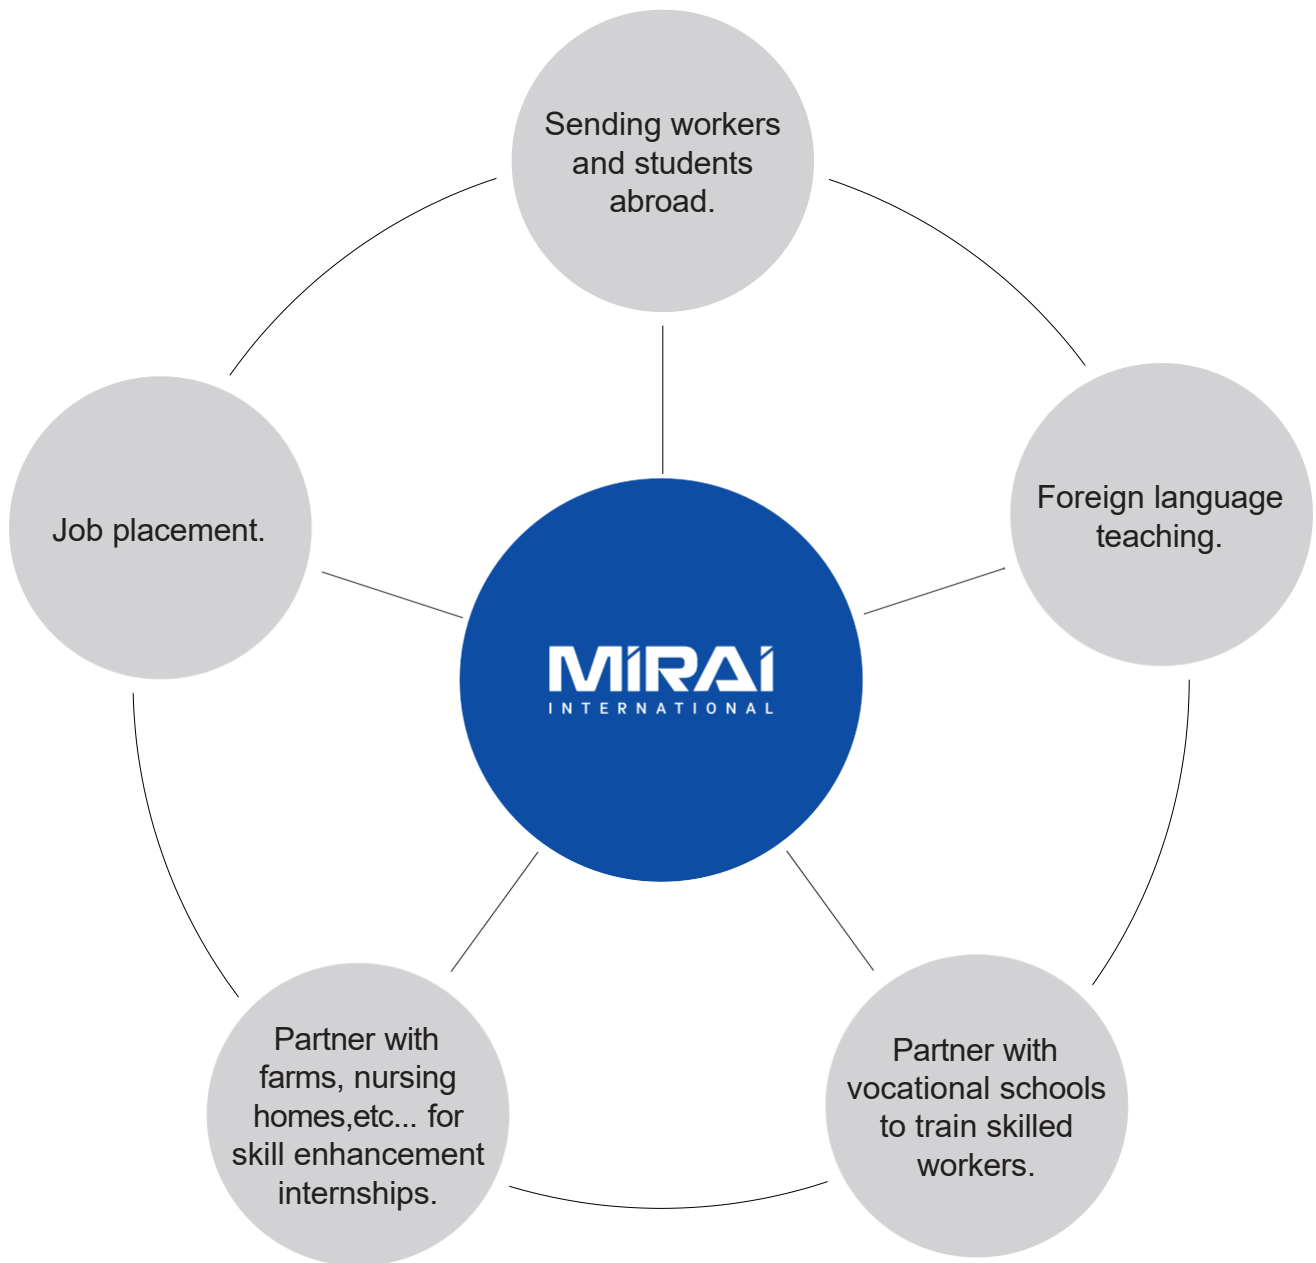 Sending workers
and students
abroad.
Foreign language
teaching.
Job placement.
MIRAI
INTERNATIONAL
Partner with
farms, nursing
homes,etc... for
skill enhancement
internships.
Partner with
vocational schools
to train skilled
workers.